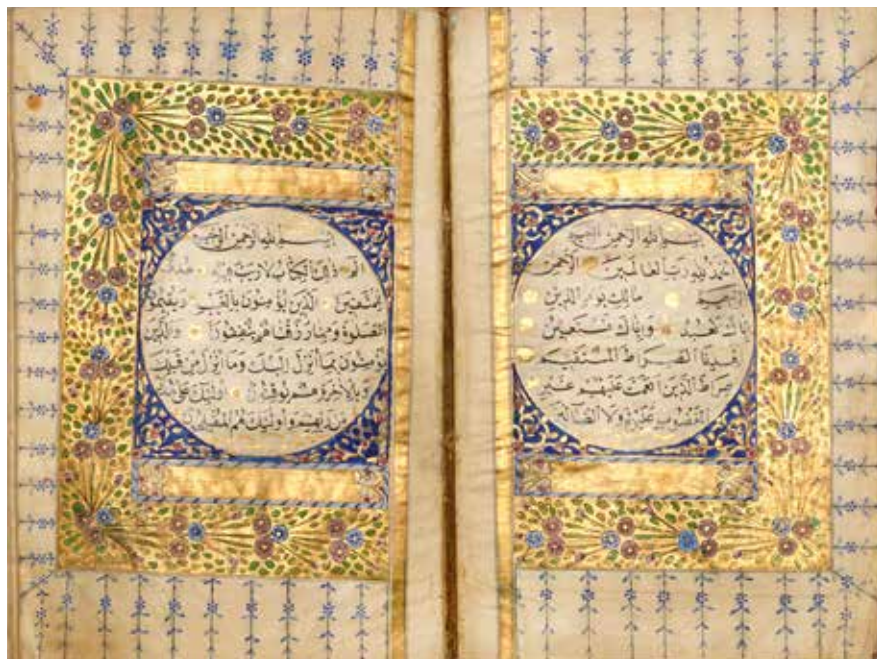 بسم الله الرحمن الرحيم
الحمد لله رب العالمين الرحمن
الرحيم مالك يوم الدين
اياك نعبد واياك نستعين
اهدنا الصراط المستقيم
صراط الذين انعمت عليهم غير
المغضوب عليهم ولا الضالين
بسم الله الرحمن الرحيم
الم ذلك الكتاب لا ريب فيه هدى
للمتقين الذين يؤمنون بالغيب ويقيمون
الصلوة ومما رزقناهم ينفقون والذين
يؤمنون بما انزل اليك وما انزل من قبلك
وبالاخرة هم يوقنون اولئك على هدى
من ربهم واولئك هم المفلحون